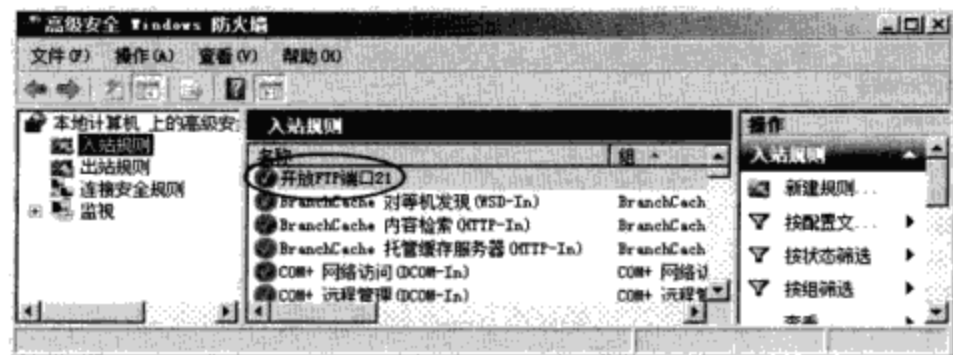 高级安全 Windows 防火墙
文件(F) 操作(A) 查看(V) 帮助(H)
本地计算机 上的高级安:
入站规则
出站规则
连接安全规则
监视
入站规则
名称 组
开放FTP端口21
BranchCache 对等机发现(WSD-In) BranchCach
BranchCache 内容检索(HTTP-In) BranchCach
BranchCache 托管缓存服务器(HTTP-In) BranchCach
COM+ 网络访问(DCOM-In) COM+ 网络访
COM+ 远程管理(DCOM-In) COM+ 远程管
操作
入站规则
新建规则...
按配置文...
按状态筛选
按组筛选
查看